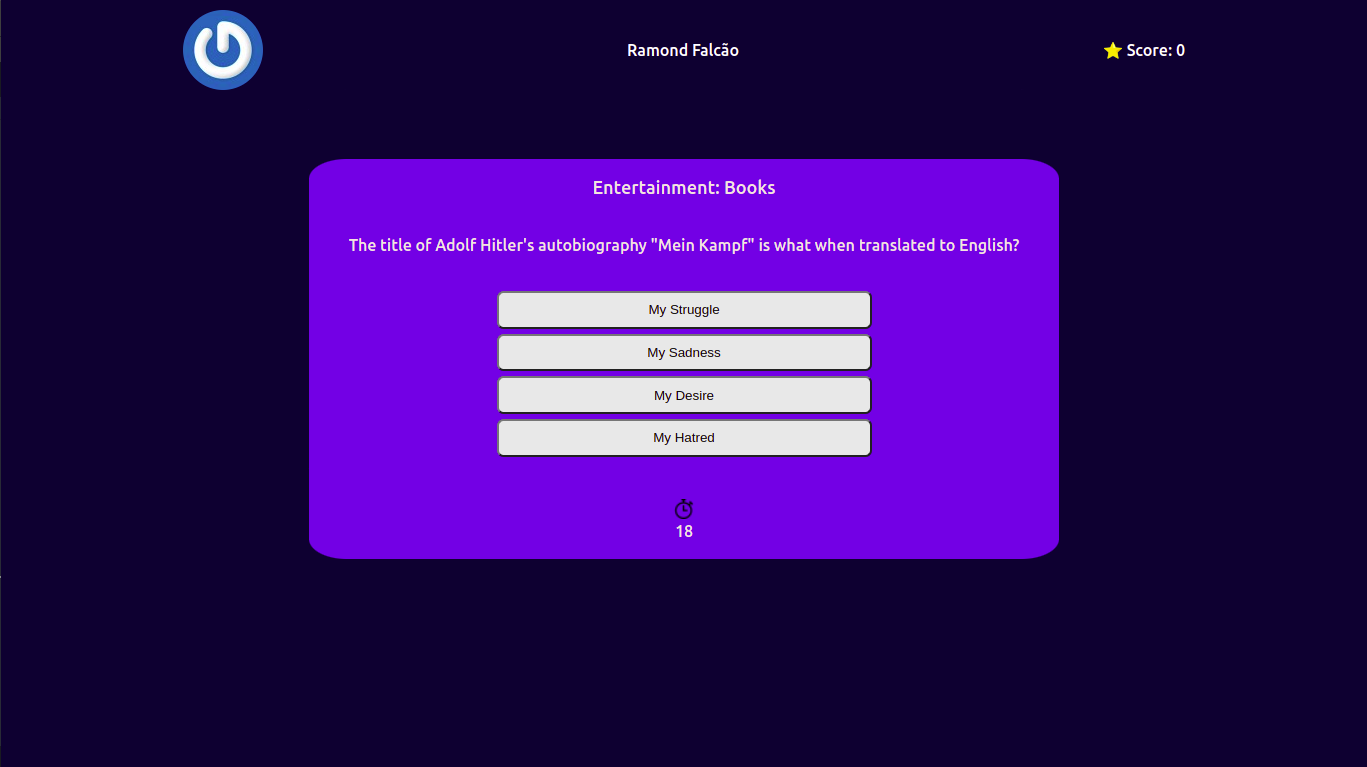 Ramond Falcão
Score: 0
Entertainment: Books
The title of Adolf Hitler's autobiography "Mein Kampf" is what when translated to English?
My Struggle
My Sadness
My Desire
My Hatred
18